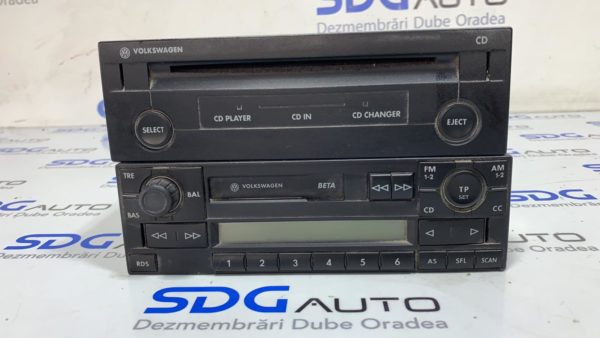 SDG AUTO
Dezmembrări Dube Oradea
VOLKSWAGEN CD
CD PLAYER CD IN CD CHANGER
SELECT EJECT
TRE FM 1-2 AM 1-2
BAL VOLKSWAGEN BETA TP SET
BAS CD CC
RDS 1 2 3 4 5 6 AS SFL SCAN
SDG AUTO
Dezmembrări Dube Oradea